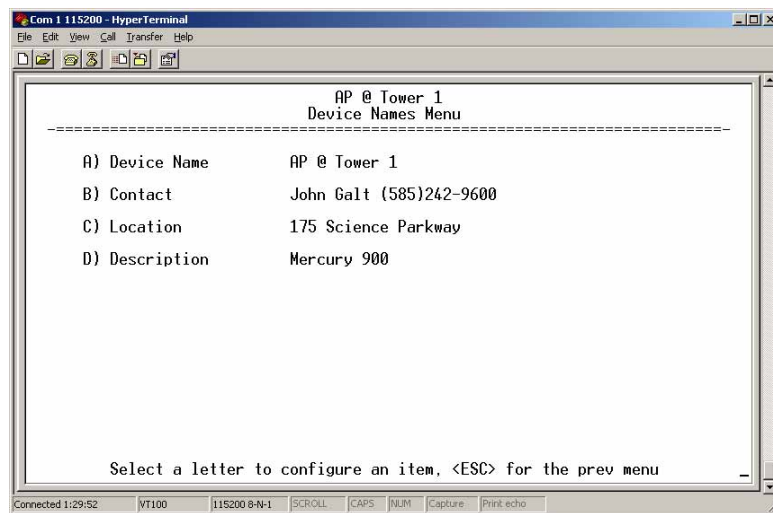 Com 1 115200 - HyperTerminal
File Edit View Call Transfer Help
AP @ Tower 1
Device Names Menu
-==========================================================================-
A) Device Name AP @ Tower 1
B) Contact John Galt (585)242-9600
C) Location 175 Science Parkway
D) Description Mercury 900
Select a letter to configure an item, <ESC> for the prev menu _
Connected 1:29:52 VT100 115200 8-N-1 SCROLL CAPS NUM Capture Print echo